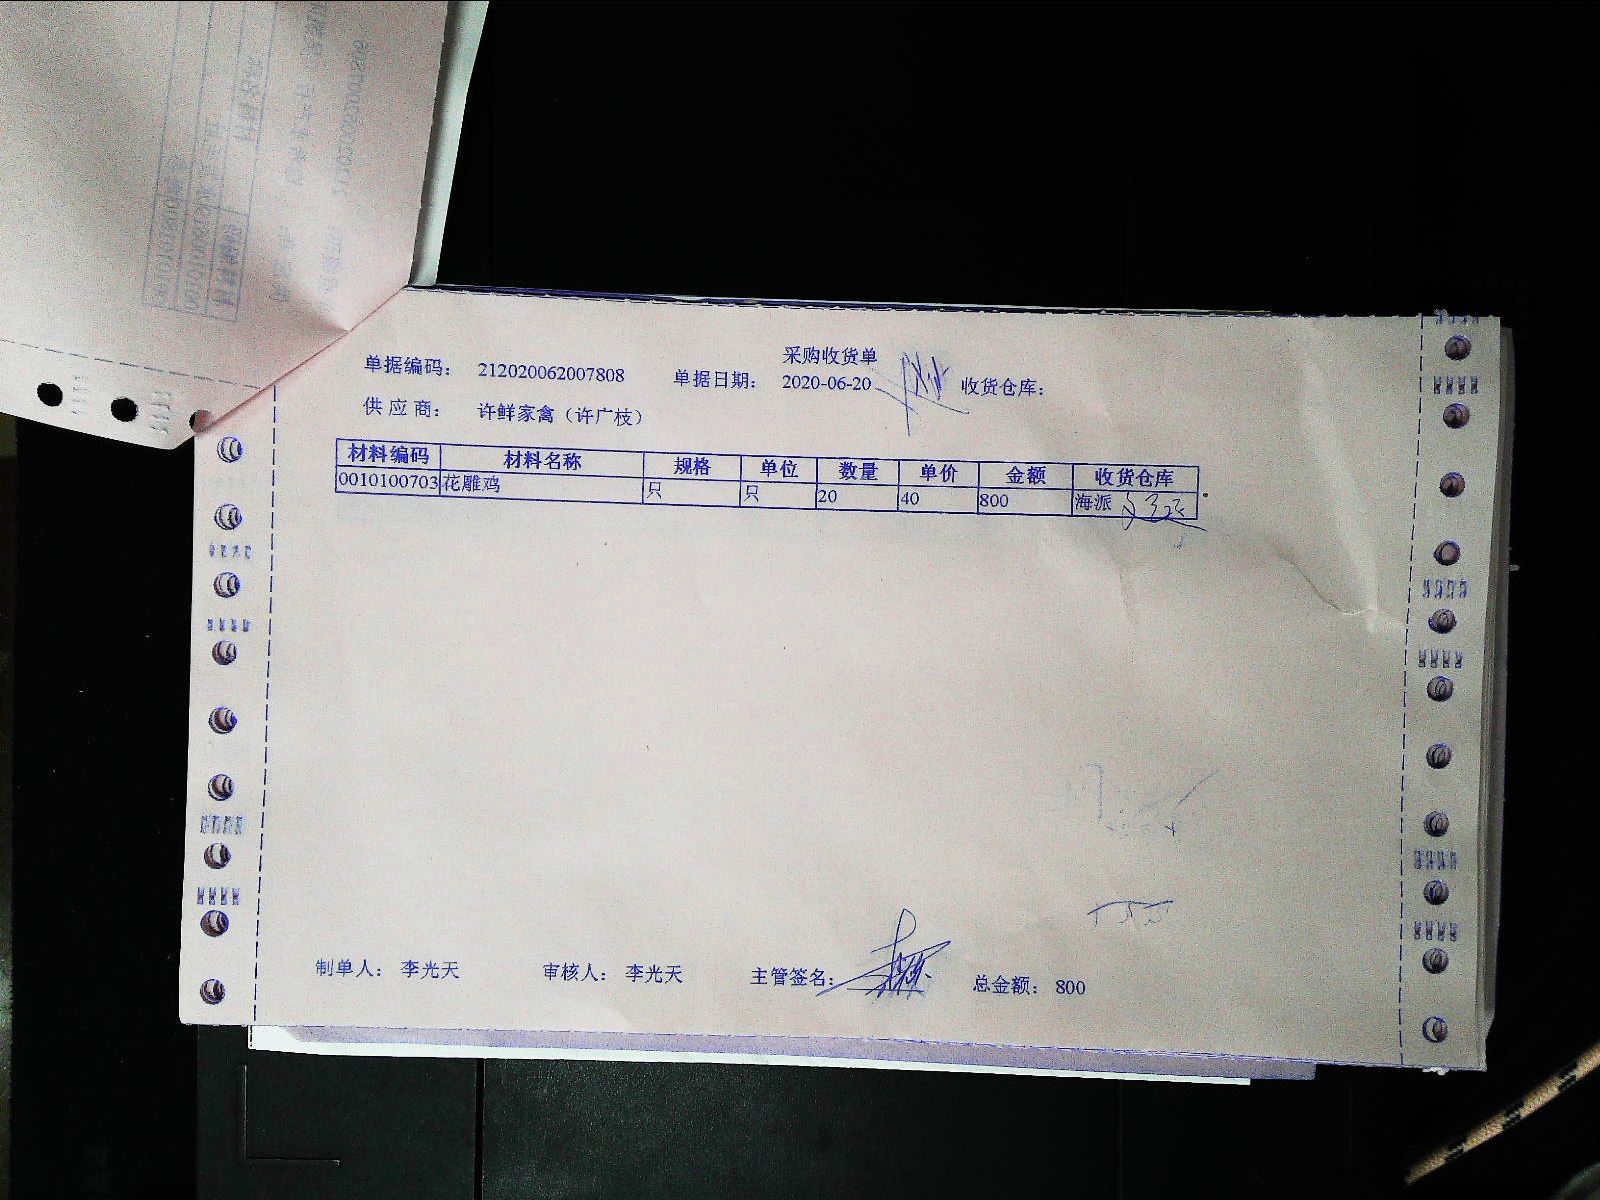 采购收货单
单据编码： 212020062007808 单据日期： 2020-06-20 收货仓库：
供应商： 许鲜家禽（许广枝）
材料编码 材料名称 规格 单位 数量 单价 金额 收货仓库
0010100703 花雕鸡 只 只 20 40 800 海派
制单人： 李光天 审核人： 李光天 主管签名： 总金额： 800